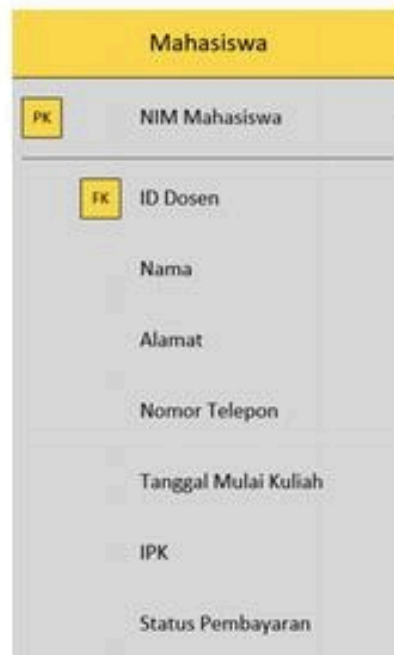 Mahasiswa
PK NIM Mahasiswa
FK ID Dosen
Nama
Alamat
Nomor Telepon
Tanggal Mulai Kuliah
IPK
Status Pembayaran